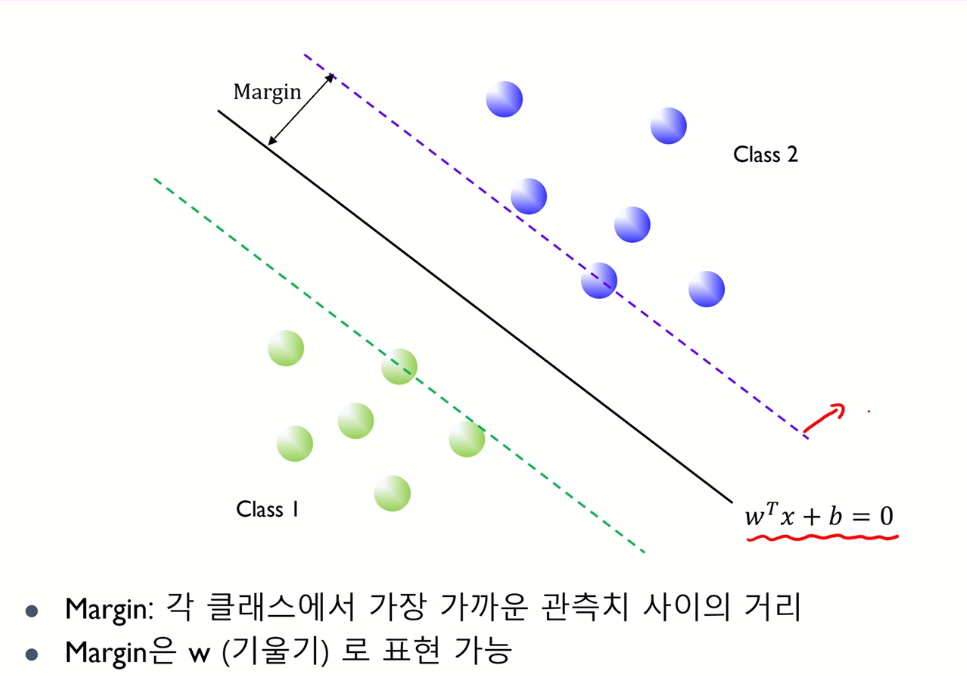 Margin
Class 2
Class 1
$w^T x + b = 0$
● Margin: 각 클래스에서 가장 가까운 관측치 사이의 거리
● Margin은 w (기울기) 로 표현 가능